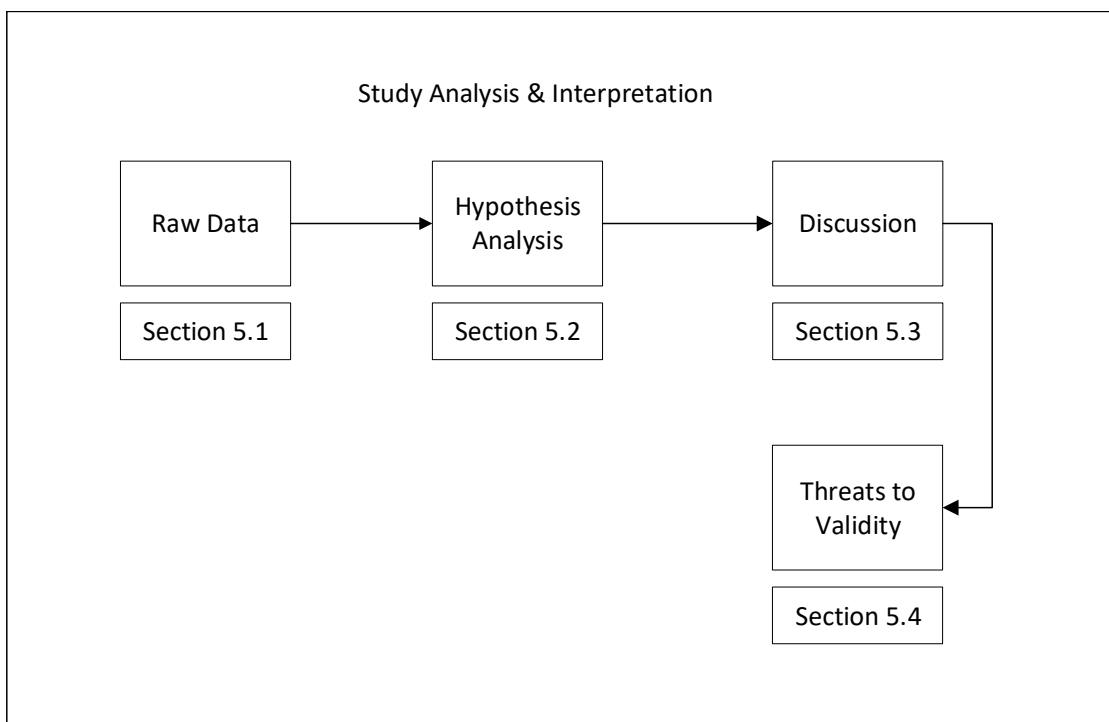 Study Analysis & Interpretation
Raw Data
Hypothesis
Analysis
Discussion
Section 5.1
Section 5.2
Section 5.3
Threats to
Validity
Section 5.4